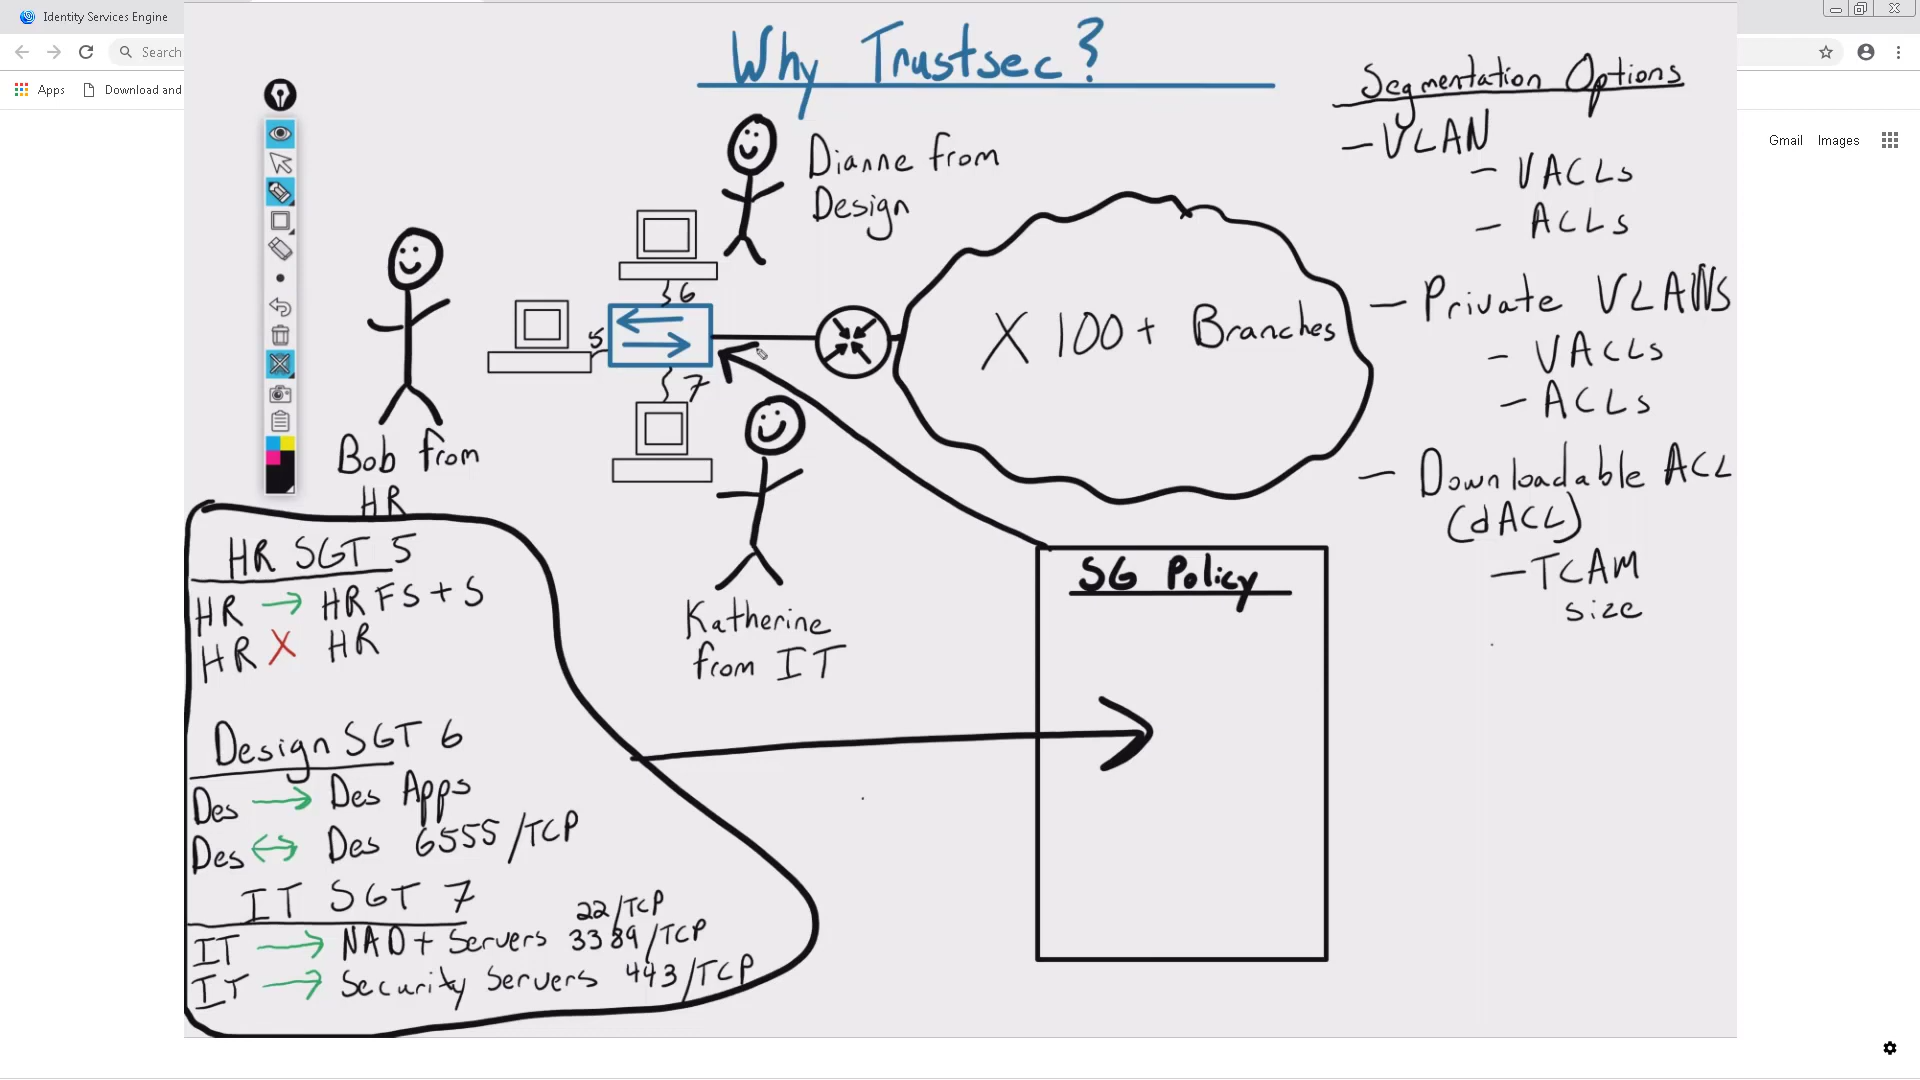 Identity Services Engine
Search
Apps
Download and
Gmail
Images
Why Trustsec?
Dianne from
Design
6
5
7
Bob from
HR
Katherine
from IT
X 100+ Branches
Segmentation Options
- VLAN
- VACLs
- ACLs
- Private VLANS
- VACLs
- ACLs
- Downloadable ACL
(dACL)
- TCAM
size
HR SGT 5
HR → HR FS + S
HR X HR
Design SGT 6
Des → Des Apps
Des ↔ Des 6555/TCP
IT SGT 7
22/TCP
IT → NAD + Servers 3389/TCP
IT → Security Servers 443/TCP
SG Policy